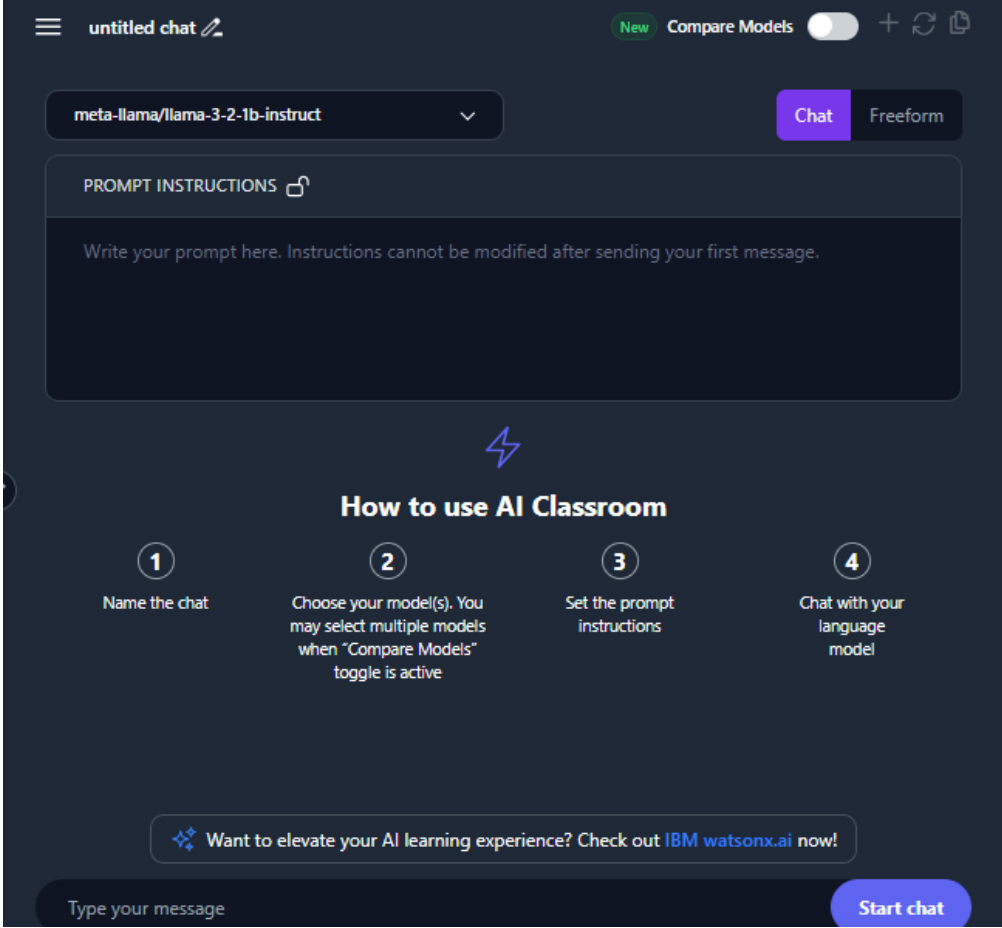 untitled chat
New Compare Models
meta-llama/llama-3-2-1b-instruct
Chat Freeform
PROMPT INSTRUCTIONS
Write your prompt here. Instructions cannot be modified after sending your first message.
How to use AI Classroom
1
Name the chat
2
Choose your model(s). You
may select multiple models
when “Compare Models”
toggle is active
3
Set the prompt
instructions
4
Chat with your
language
model
Want to elevate your AI learning experience? Check out IBM watsonx.ai now!
Type your message
Start chat